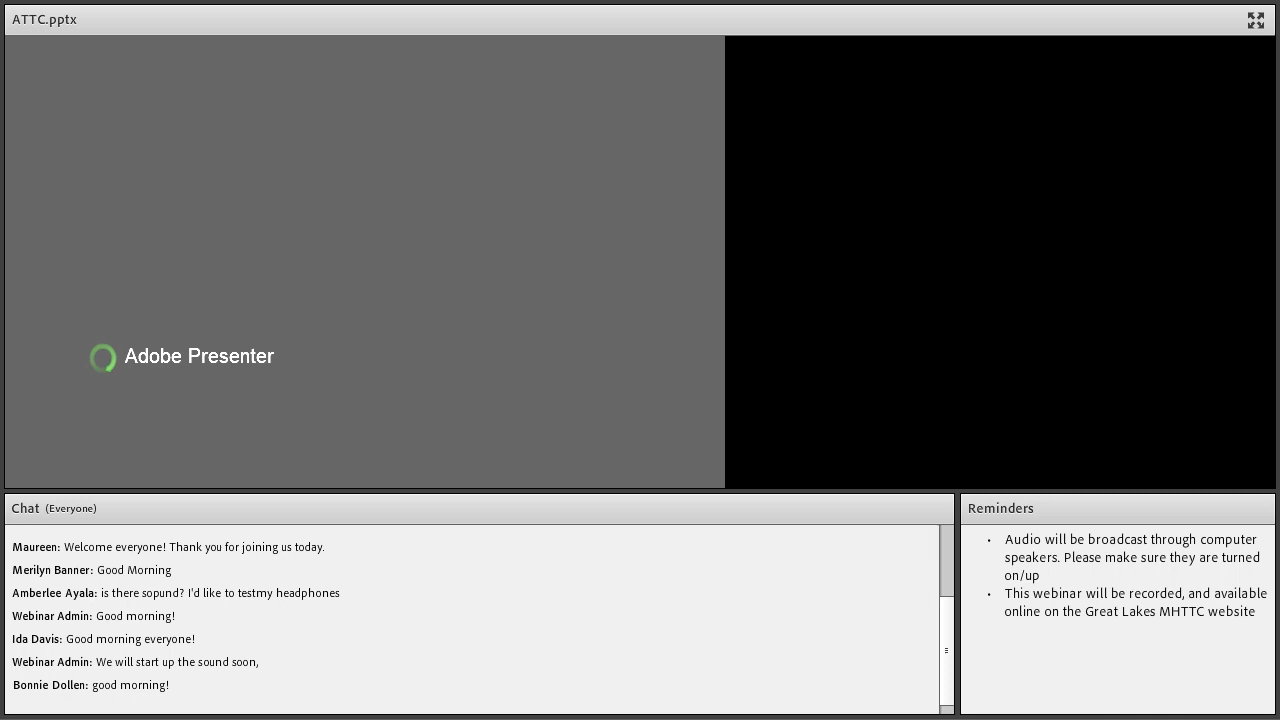 ATTC.pptx
Adobe Presenter
Chat (Everyone)
Maureen: Welcome everyone! Thank you for joining us today.
Merilyn Banner: Good Morning
Amberlee Ayala: is there sopund? I'd like to testmy headphones
Webinar Admin: Good morning!
Ida Davis: Good morning everyone!
Webinar Admin: We will start up the sound soon,
Bonnie Dollen: good morning!
Reminders
• Audio will be broadcast through computer
speakers. Please make sure they are turned
on/up
• This webinar will be recorded, and available
online on the Great Lakes MHTTC website